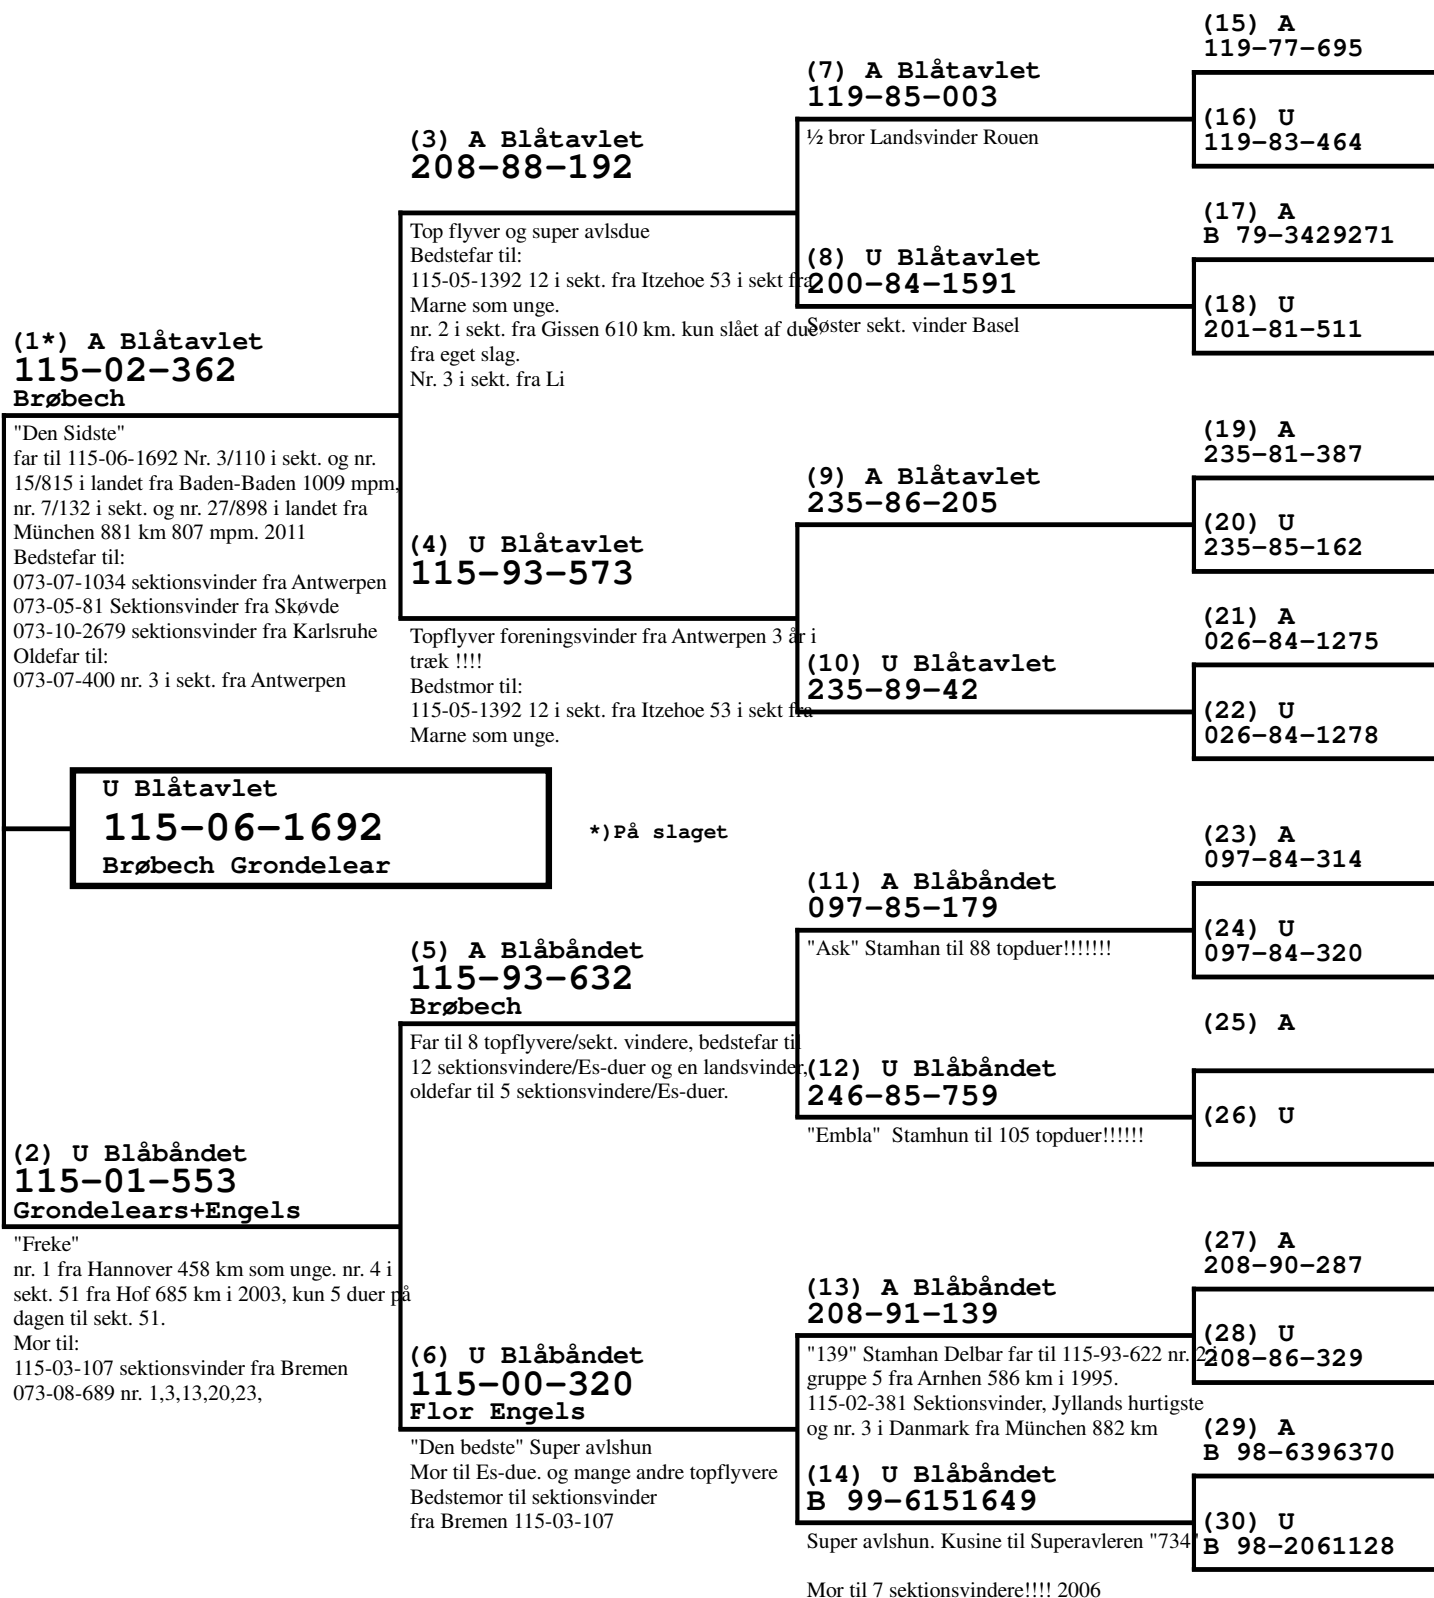 (1*) A Blåtavlet
115-02-362
Brøbech
"Den Sidste"
far til 115-06-1692 Nr. 3/110 i sekt. og nr.
15/815 i landet fra Baden-Baden 1009 mpm,
nr. 7/132 i sekt. og nr. 27/898 i landet fra
München 881 km 807 mpm. 2011
Bedstefar til:
073-07-1034 sektionsvinder fra Antwerpen
073-05-81 Sektionsvinder fra Skøvde
073-10-2679 sektionsvinder fra Karlsruhe
Oldefar til:
073-07-400 nr. 3 i sekt. fra Antwerpen
U Blåtavlet
115-06-1692
Brøbech Grondelear
*)På slaget
(2) U Blåbåndet
115-01-553
Grondelears+Engels
"Freke"
nr. 1 fra Hannover 458 km som unge. nr. 4 i
sekt. 51 fra Hof 685 km i 2003, kun 5 duer på
dagen til sekt. 51.
Mor til:
115-03-107 sektionsvinder fra Bremen
073-08-689 nr. 1,3,13,20,23,
(3) A Blåtavlet
208-88-192
Top flyver og super avlsdue
Bedstefar til:
115-05-1392 12 i sekt. fra Itzehoe 53 i sekt fra
Marne som unge.
nr. 2 i sekt. fra Gissen 610 km. kun slået af due
fra eget slag.
Nr. 3 i sekt. fra Li
(4) U Blåtavlet
115-93-573
Topflyver foreningsvinder fra Antwerpen 3 år i
træk !!!!
Bedstmor til:
115-05-1392 12 i sekt. fra Itzehoe 53 i sekt fra
Marne som unge.
(5) A Blåbåndet
115-93-632
Brøbech
Far til 8 topflyvere/sekt. vindere, bedstefar til
12 sektionsvindere/Es-duer og en landsvinder,
oldefar til 5 sektionsvindere/Es-duer.
(6) U Blåbåndet
115-00-320
Flor Engels
"Den bedste" Super avlshun
Mor til Es-due. og mange andre topflyvere
Bedstemor til sektionsvinder
fra Bremen 115-03-107
(7) A Blåtavlet
119-85-003
½ bror Landsvinder Rouen
(8) U Blåtavlet
200-84-1591
Søster sekt. vinder Basel
(9) A Blåtavlet
235-86-205
(10) U Blåtavlet
235-89-42
(11) A Blåbåndet
097-85-179
"Ask" Stamhan til 88 topduer!!!!!!!
(12) U Blåbåndet
246-85-759
"Embla"  Stamhun til 105 topduer!!!!!!
(13) A Blåbåndet
208-91-139
"139" Stamhan Delbar far til 115-93-622 nr. 2 i
gruppe 5 fra Arnhen 586 km i 1995.
115-02-381 Sektionsvinder, Jyllands hurtigste
og nr. 3 i Danmark fra München 882 km
(14) U Blåbåndet
B 99-6151649
Super avlshun. Kusine til Superavleren "734"
Mor til 7 sektionsvindere!!!! 2006
(15) A
119-77-695
(16) U
119-83-464
(17) A
B 79-3429271
(18) U
201-81-511
(19) A
235-81-387
(20) U
235-85-162
(21) A
026-84-1275
(22) U
026-84-1278
(23) A
097-84-314
(24) U
097-84-320
(25) A
(26) U
(27) A
208-90-287
(28) U
208-86-329
(29) A
B 98-6396370
(30) U
B 98-2061128